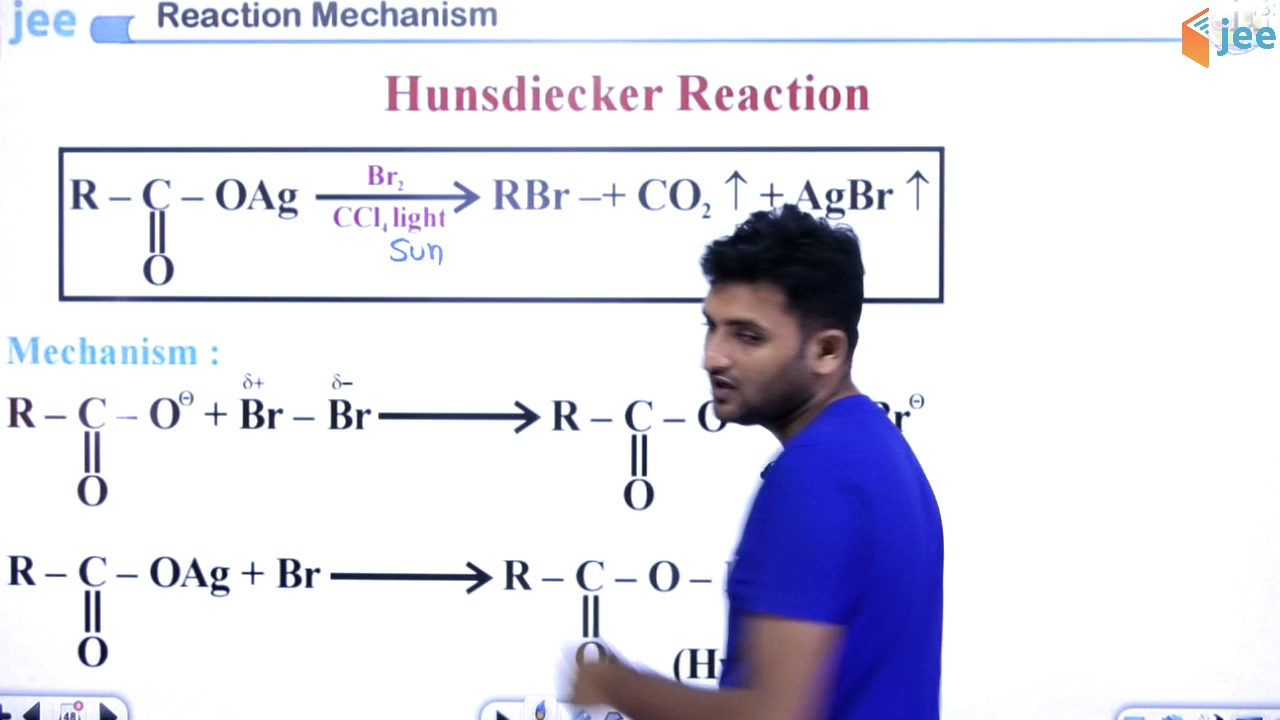 jee Reaction Mechanism jee
Hunsdiecker Reaction
R – C – OAg Br₂ CCl₄ light RBr –+ CO₂ ↑ + AgBr ↑
Sun
O
Mechanism :
δ+ δ–
R – C – O⊖ + Br – Br ⟶ R – C – O r⊖
O O
R – C – OAg + Br ⟶ R – C – O –
O O (H
48